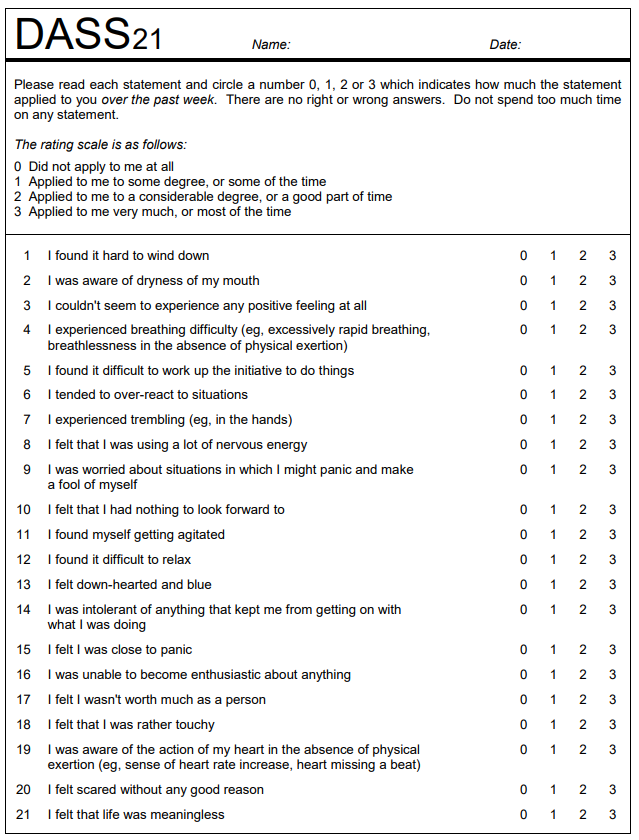 DASS21 Name: Date:
Please read each statement and circle a number 0, 1, 2 or 3 which indicates how much the statement
applied to you over the past week. There are no right or wrong answers. Do not spend too much time
on any statement.
The rating scale is as follows:
0 Did not apply to me at all
1 Applied to me to some degree, or some of the time
2 Applied to me to a considerable degree, or a good part of time
3 Applied to me very much, or most of the time
1 I found it hard to wind down 0 1 2 3
2 I was aware of dryness of my mouth 0 1 2 3
3 I couldn't seem to experience any positive feeling at all 0 1 2 3
4 I experienced breathing difficulty (eg, excessively rapid breathing, 0 1 2 3
breathlessness in the absence of physical exertion)
5 I found it difficult to work up the initiative to do things 0 1 2 3
6 I tended to over-react to situations 0 1 2 3
7 I experienced trembling (eg, in the hands) 0 1 2 3
8 I felt that I was using a lot of nervous energy 0 1 2 3
9 I was worried about situations in which I might panic and make 0 1 2 3
a fool of myself
10 I felt that I had nothing to look forward to 0 1 2 3
11 I found myself getting agitated 0 1 2 3
12 I found it difficult to relax 0 1 2 3
13 I felt down-hearted and blue 0 1 2 3
14 I was intolerant of anything that kept me from getting on with 0 1 2 3
what I was doing
15 I felt I was close to panic 0 1 2 3
16 I was unable to become enthusiastic about anything 0 1 2 3
17 I felt I wasn't worth much as a person 0 1 2 3
18 I felt that I was rather touchy 0 1 2 3
19 I was aware of the action of my heart in the absence of physical 0 1 2 3
exertion (eg, sense of heart rate increase, heart missing a beat)
20 I felt scared without any good reason 0 1 2 3
21 I felt that life was meaningless 0 1 2 3